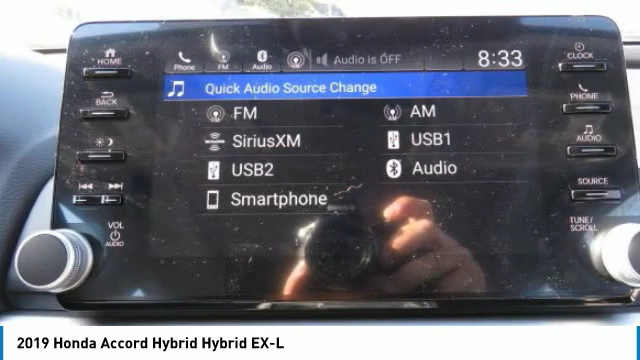 HOME
Phone
FM
Audio
Audio is OFF
8:33
CLOCK
Quick Audio Source Change
BACK
FM
AM
PHONE
SiriusXM
USB1
AUDIO
USB2
Audio
Smartphone
SOURCE
VOL
AUDIO
TUNE/
SCROLL
2019 Honda Accord Hybrid Hybrid EX-L